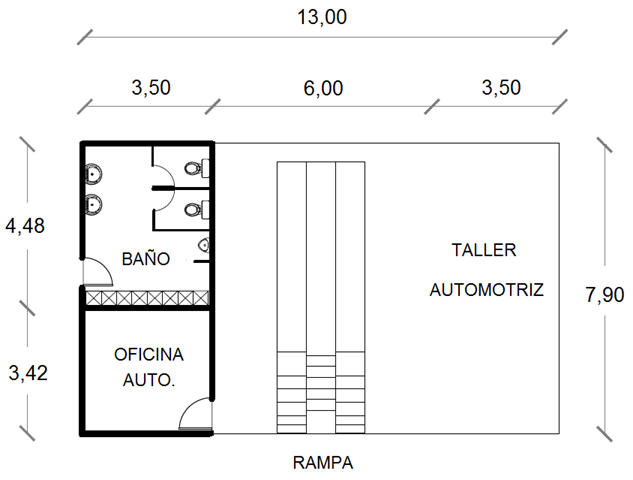 13,00
3,50
6,00
3,50
4,48
BAÑO
TALLER
AUTOMOTRIZ
7,90
3,42
OFICINA
AUTO.
RAMPA